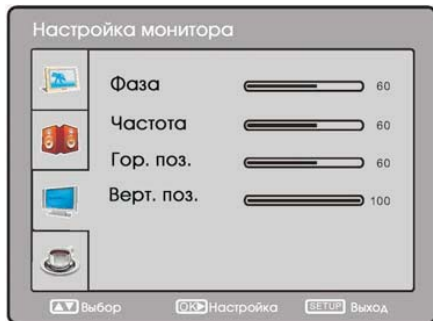 Настройка монитора
Фаза 60
Частота 60
Гор. поз. 60
Верт. поз. 100
▲▼ Выбор OK▶ Настройка SETUP Выход